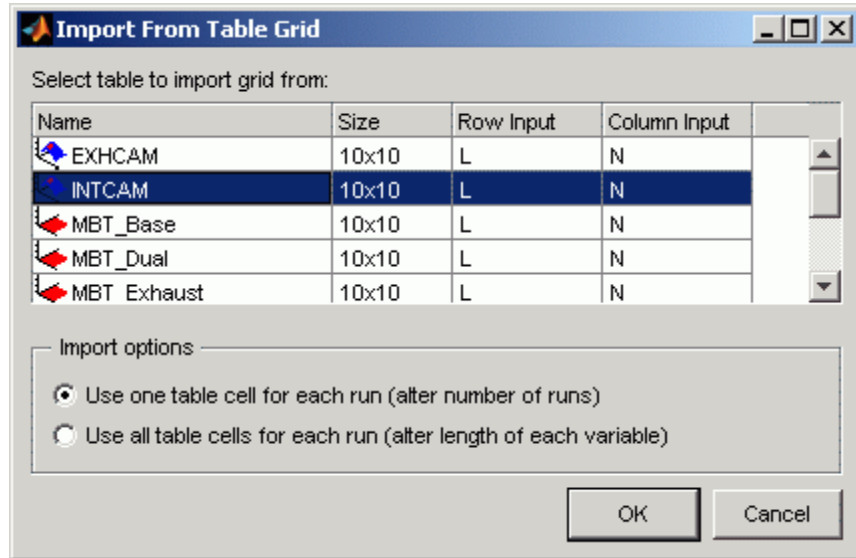 Import From Table Grid
Select table to import grid from:
Name Size Row Input Column Input
EXHCAM 10x10 L N
INTCAM 10x10 L N
MBT_Base 10x10 L N
MBT_Dual 10x10 L N
MBT_Exhaust 10x10 L N
Import options
Use one table cell for each run (alter number of runs)
Use all table cells for each run (alter length of each variable)
OK Cancel